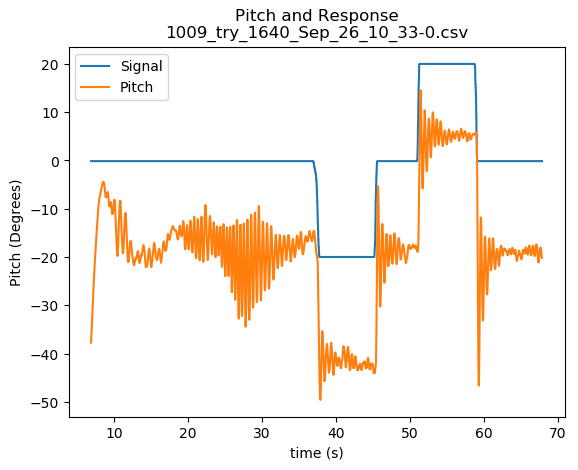 Pitch and Response
1009_try_1640_Sep_26_10_33-0.csv
Signal
Pitch
20
10
0
−10
−20
−30
−40
−50
Pitch (Degrees)
10
20
30
40
50
60
70
time (s)